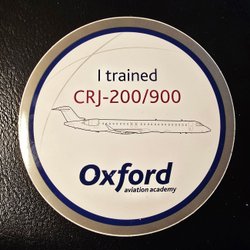 I trained
CRJ-200/900
Oxford
aviation academy